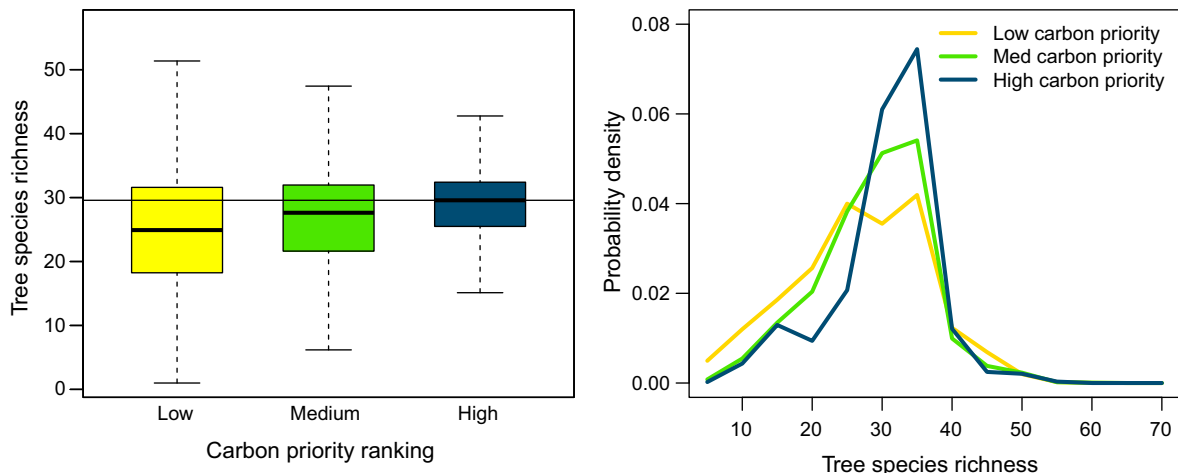 Tree species richness
50
40
30
20
10
0
Low Medium High
Carbon priority ranking
Probability density
0.08
0.06
0.04
0.02
0.00
Low carbon priority
Med carbon priority
High carbon priority
10 20 30 40 50 60 70
Tree species richness